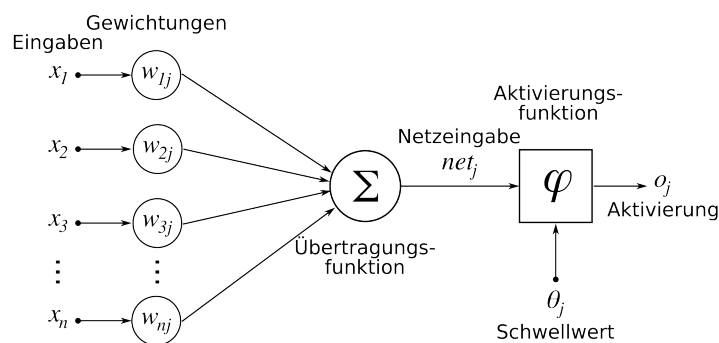 Gewichtungen
Eingaben
x1 w1j
x2 w2j
x3 w3j
xn wnj
Σ
Übertragungs-
funktion
Netzeingabe
netj
Aktivierungs-
funktion
φ
oj
Aktivierung
θj
Schwellwert